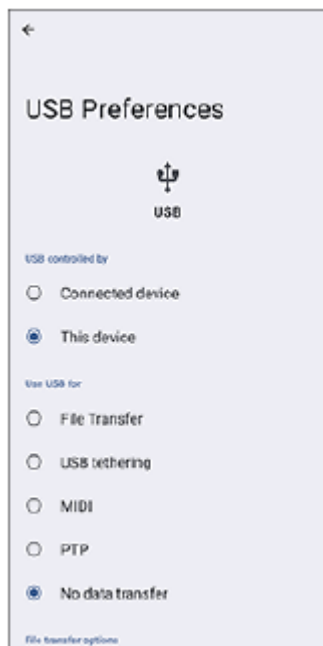 USB Preferences
USB
USB controlled by
Connected device
This device
Use USB for
File Transfer
USB tethering
MIDI
PTP
No data transfer
File transfer options